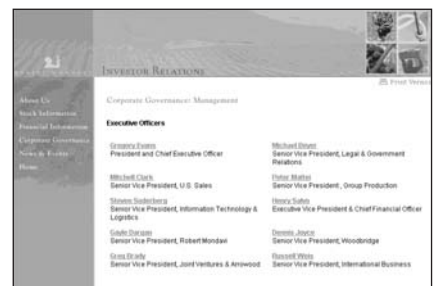 INVESTOR RELATIONS
Print Version
About Us
Stock Information
Financial Information
Corporate Governance
News & Events
Home
Corporate Governance: Management
Executive Officers
Gregory Evans
President and Chief Executive Officer
Michael Beyer
Senior Vice President, Legal & Government
Relations
Mitchell Clark
Senior Vice President, U.S. Sales
Peter Mattei
Senior Vice President, Group Production
Steven Soderberg
Senior Vice President, Information Technology &
Logistics
Henry Salvo
Executive Vice President & Chief Financial Officer
Gayle Dargan
Senior Vice President, Robert Mondavi
Dennis Joyce
Senior Vice President, Woodbridge
Greg Brady
Senior Vice President, Joint Ventures & Arrowood
Russell Weis
Senior Vice President, International Business